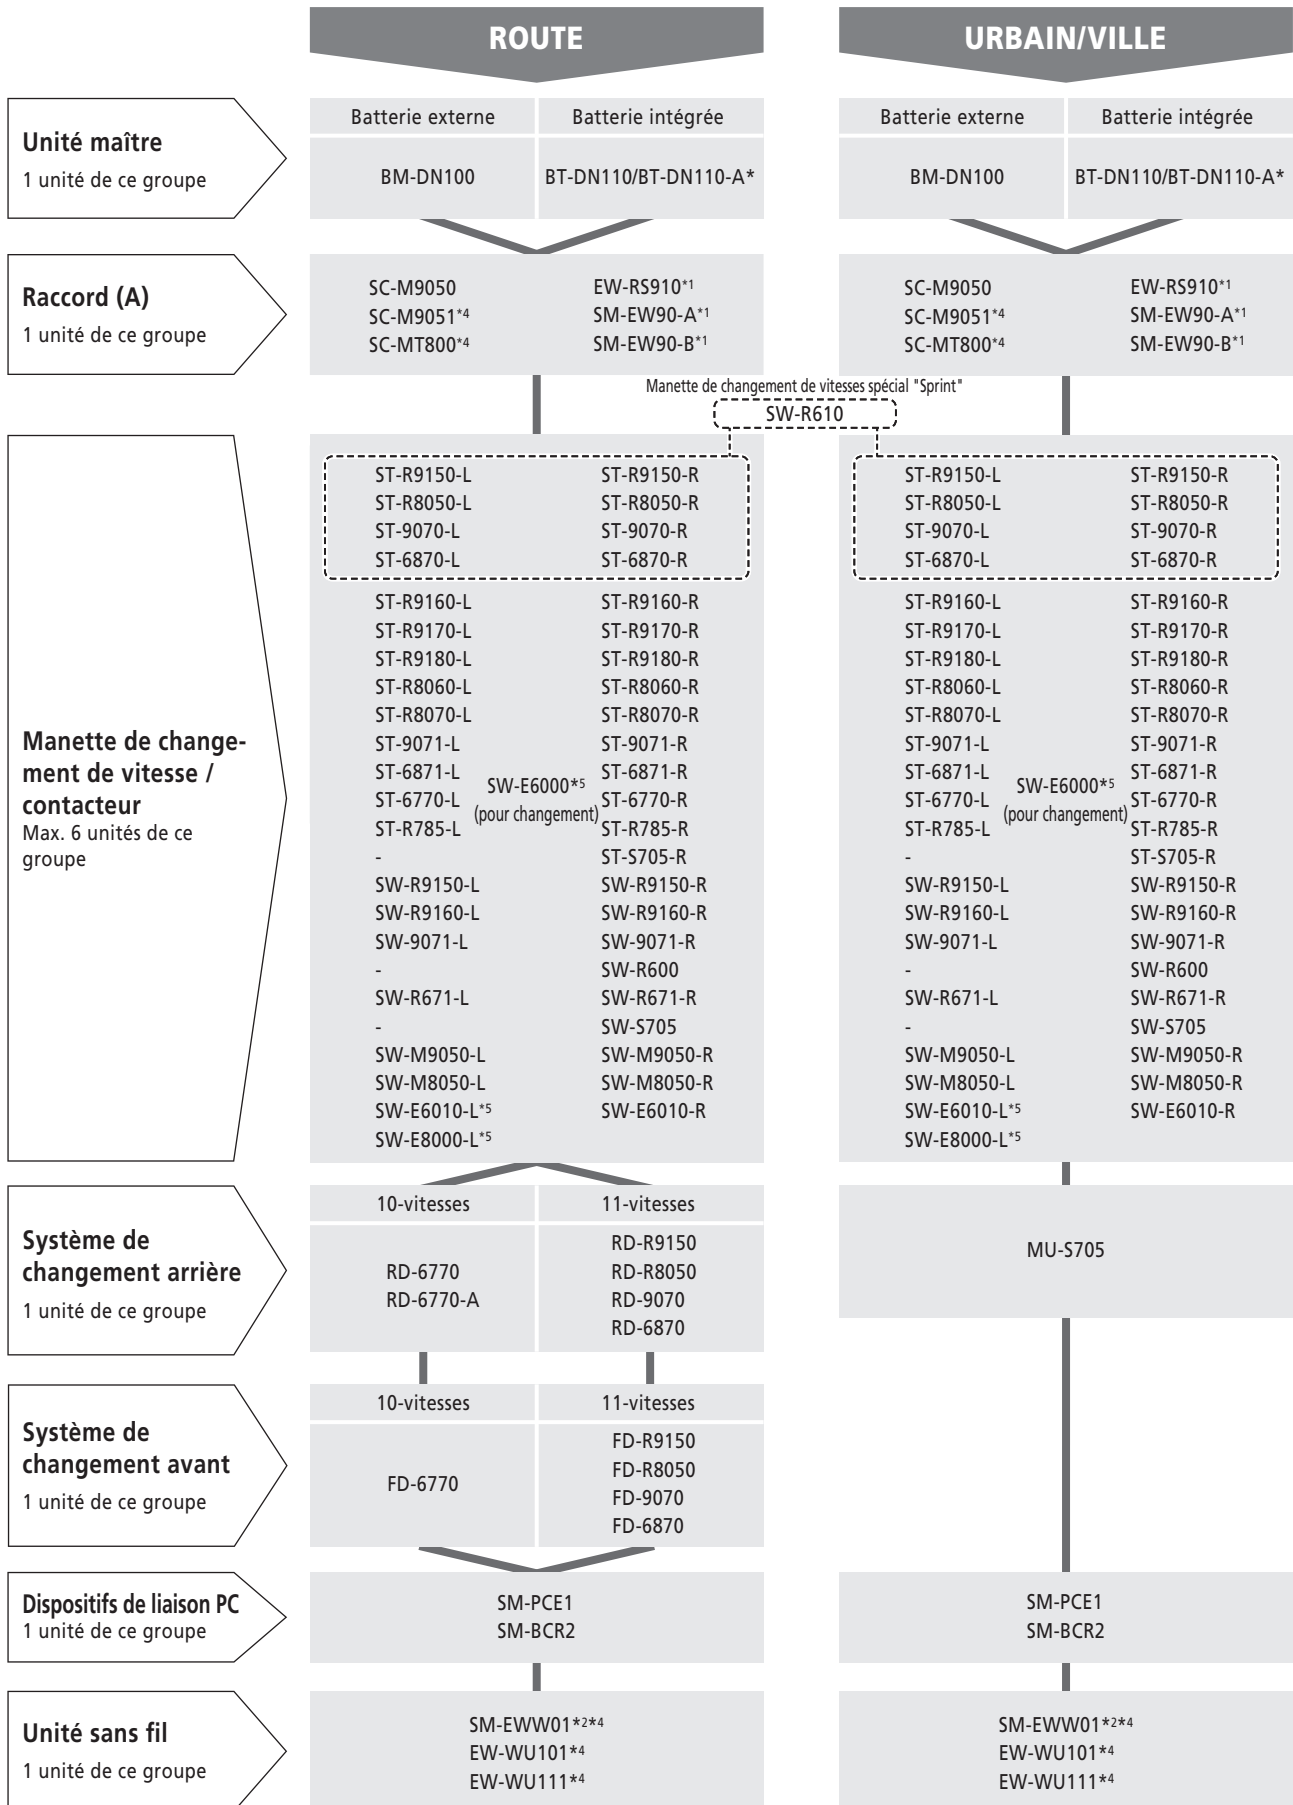 ROUTE
URBAIN/VILLE
Unité maître
1 unité de ce groupe
Batterie externe
Batterie intégrée
BM-DN100
BT-DN110/BT-DN110-A*
Batterie externe
Batterie intégrée
BM-DN100
BT-DN110/BT-DN110-A*
Raccord (A)
1 unité de ce groupe
SC-M9050
EW-RS910*1
SC-M9051*4
SM-EW90-A*1
SC-MT800*4
SM-EW90-B*1
SC-M9050
EW-RS910*1
SC-M9051*4
SM-EW90-A*1
SC-MT800*4
SM-EW90-B*1
Manette de changement de vitesses spécial "Sprint"
SW-R610
Manette de change-
ment de vitesse /
contacteur
Max. 6 unités de ce
groupe
ST-R9150-L
ST-R9150-R
ST-R8050-L
ST-R8050-R
ST-9070-L
ST-9070-R
ST-6870-L
ST-6870-R
ST-R9160-L
ST-R9160-R
ST-R9170-L
ST-R9170-R
ST-R9180-L
ST-R9180-R
ST-R8060-L
ST-R8060-R
ST-R8070-L
ST-R8070-R
ST-9071-L
ST-9071-R
ST-6871-L
ST-6871-R
SW-E6000*5
(pour changement)
ST-6770-L
ST-6770-R
ST-R785-L
ST-R785-R
-
ST-S705-R
SW-R9150-L
SW-R9150-R
SW-R9160-L
SW-R9160-R
SW-9071-L
SW-9071-R
-
SW-R600
SW-R671-L
SW-R671-R
-
SW-S705
SW-M9050-L
SW-M9050-R
SW-M8050-L
SW-M8050-R
SW-E6010-L*5
SW-E6010-R
SW-E8000-L*5
ST-R9150-L
ST-R9150-R
ST-R8050-L
ST-R8050-R
ST-9070-L
ST-9070-R
ST-6870-L
ST-6870-R
ST-R9160-L
ST-R9160-R
ST-R9170-L
ST-R9170-R
ST-R9180-L
ST-R9180-R
ST-R8060-L
ST-R8060-R
ST-R8070-L
ST-R8070-R
ST-9071-L
ST-9071-R
ST-6871-L
ST-6871-R
SW-E6000*5
(pour changement)
ST-6770-L
ST-6770-R
ST-R785-L
ST-R785-R
-
ST-S705-R
SW-R9150-L
SW-R9150-R
SW-R9160-L
SW-R9160-R
SW-9071-L
SW-9071-R
-
SW-R600
SW-R671-L
SW-R671-R
-
SW-S705
SW-M9050-L
SW-M9050-R
SW-M8050-L
SW-M8050-R
SW-E6010-L*5
SW-E6010-R
SW-E8000-L*5
Système de
changement arrière
1 unité de ce groupe
10-vitesses
11-vitesses
RD-6770
RD-6770-A
RD-R9150
RD-R8050
RD-9070
RD-6870
MU-S705
Système de
changement avant
1 unité de ce groupe
10-vitesses
11-vitesses
FD-6770
FD-R9150
FD-R8050
FD-9070
FD-6870
Dispositifs de liaison PC
1 unité de ce groupe
SM-PCE1
SM-BCR2
SM-PCE1
SM-BCR2
Unité sans fil
1 unité de ce groupe
SM-EWW01*2*4
EW-WU101*4
EW-WU111*4
SM-EWW01*2*4
EW-WU101*4
EW-WU111*4